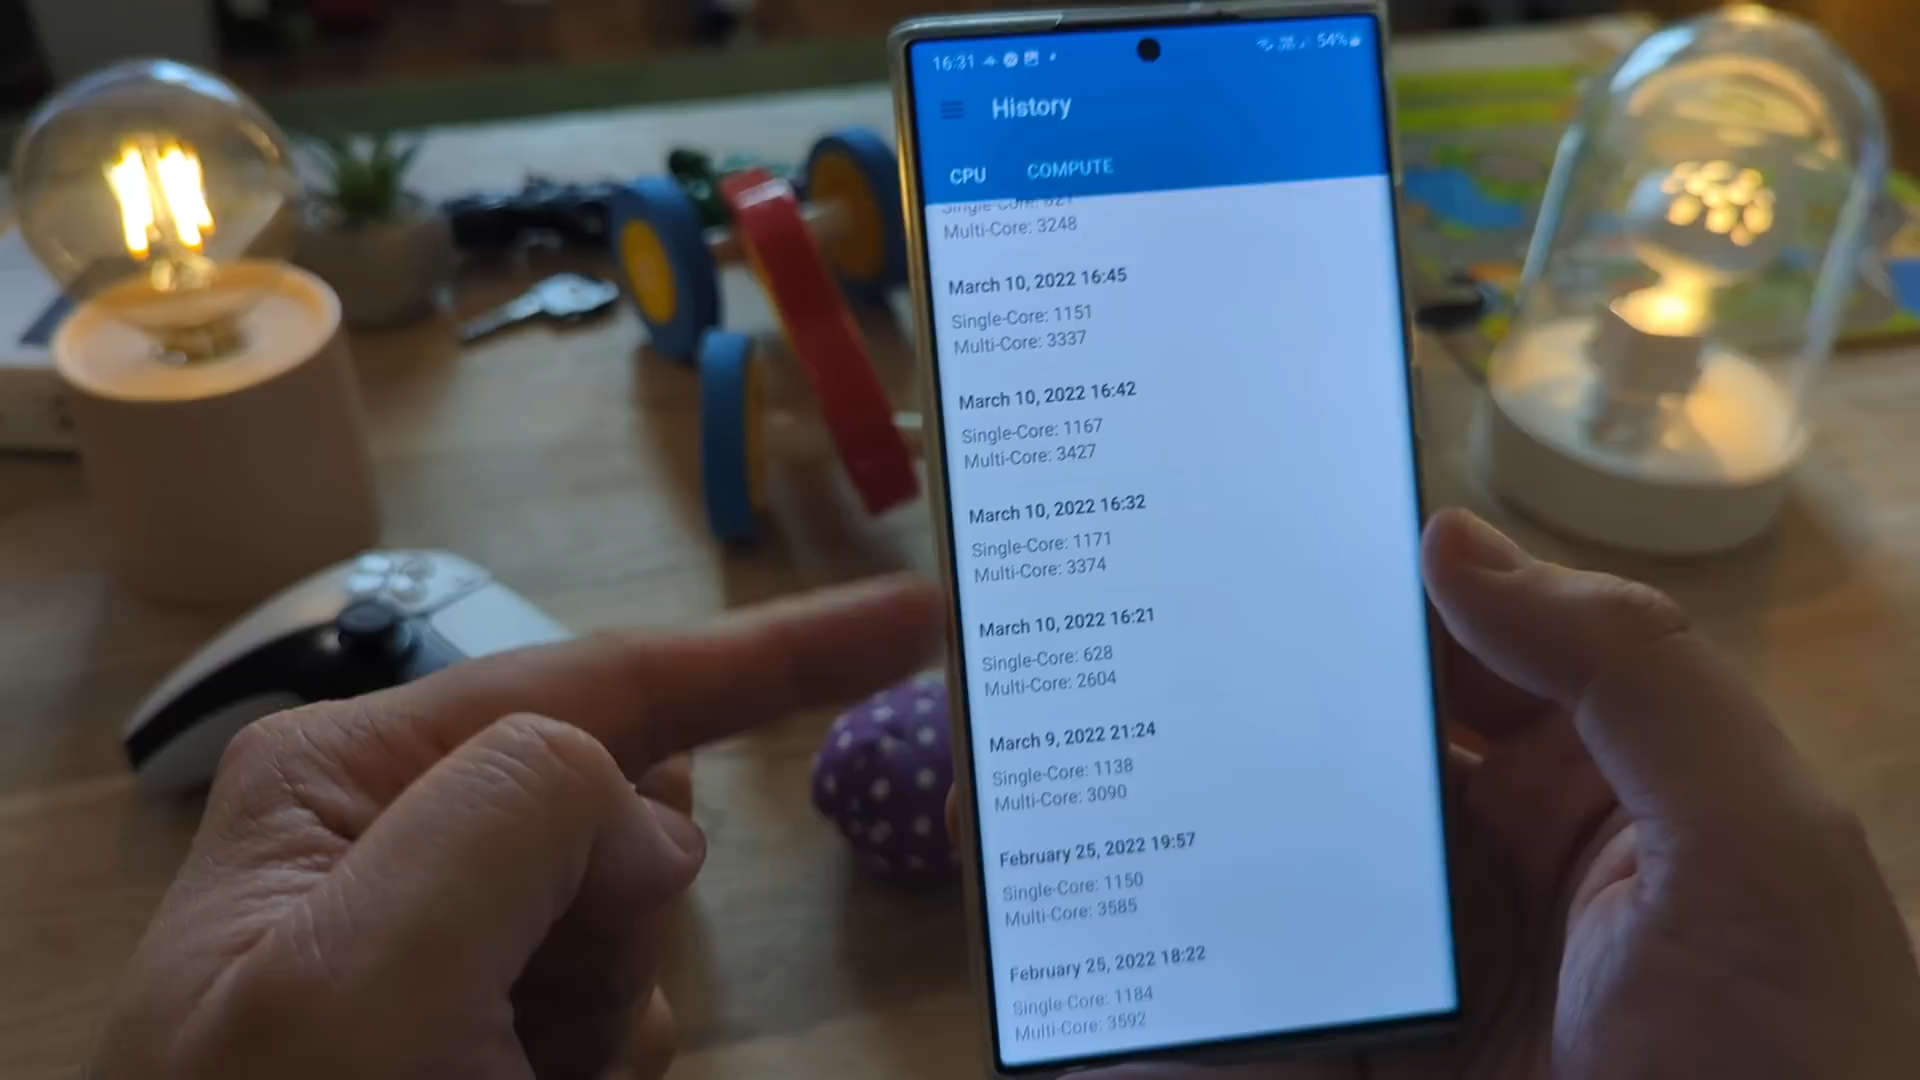 16:31
54%
History
CPU COMPUTE
Single-Core: 621
Multi-Core: 3248
March 10, 2022 16:45
Single-Core: 1151
Multi-Core: 3337
March 10, 2022 16:42
Single-Core: 1167
Multi-Core: 3427
March 10, 2022 16:32
Single-Core: 1171
Multi-Core: 3374
March 10, 2022 16:21
Single-Core: 628
Multi-Core: 2604
March 9, 2022 21:24
Single-Core: 1138
Multi-Core: 3090
February 25, 2022 19:57
Single-Core: 1150
Multi-Core: 3585
February 25, 2022 18:22
Single-Core: 1184
Multi-Core: 3592